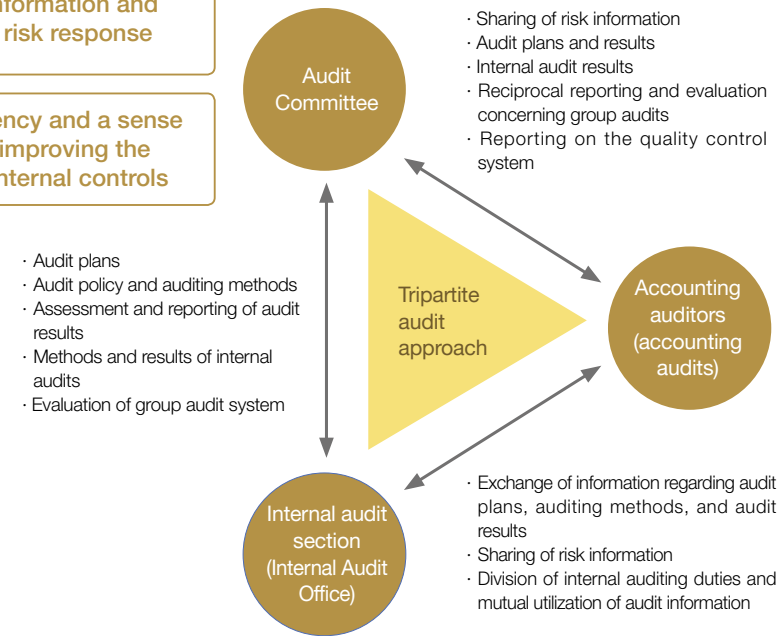 information and
risk response
ency and a sense
improving the
nternal controls
Audit
Committee
· Sharing of risk information
· Audit plans and results
· Internal audit results
· Reciprocal reporting and evaluation
concerning group audits
· Reporting on the quality control
system
· Audit plans
· Audit policy and auditing methods
· Assessment and reporting of audit
results
· Methods and results of internal
audits
· Evaluation of group audit system
Tripartite
audit
approach
Accounting
auditors
(accounting
audits)
Internal audit
section
(Internal Audit
Office)
· Exchange of information regarding audit
plans, auditing methods, and audit
results
· Sharing of risk information
· Division of internal auditing duties and
mutual utilization of audit information